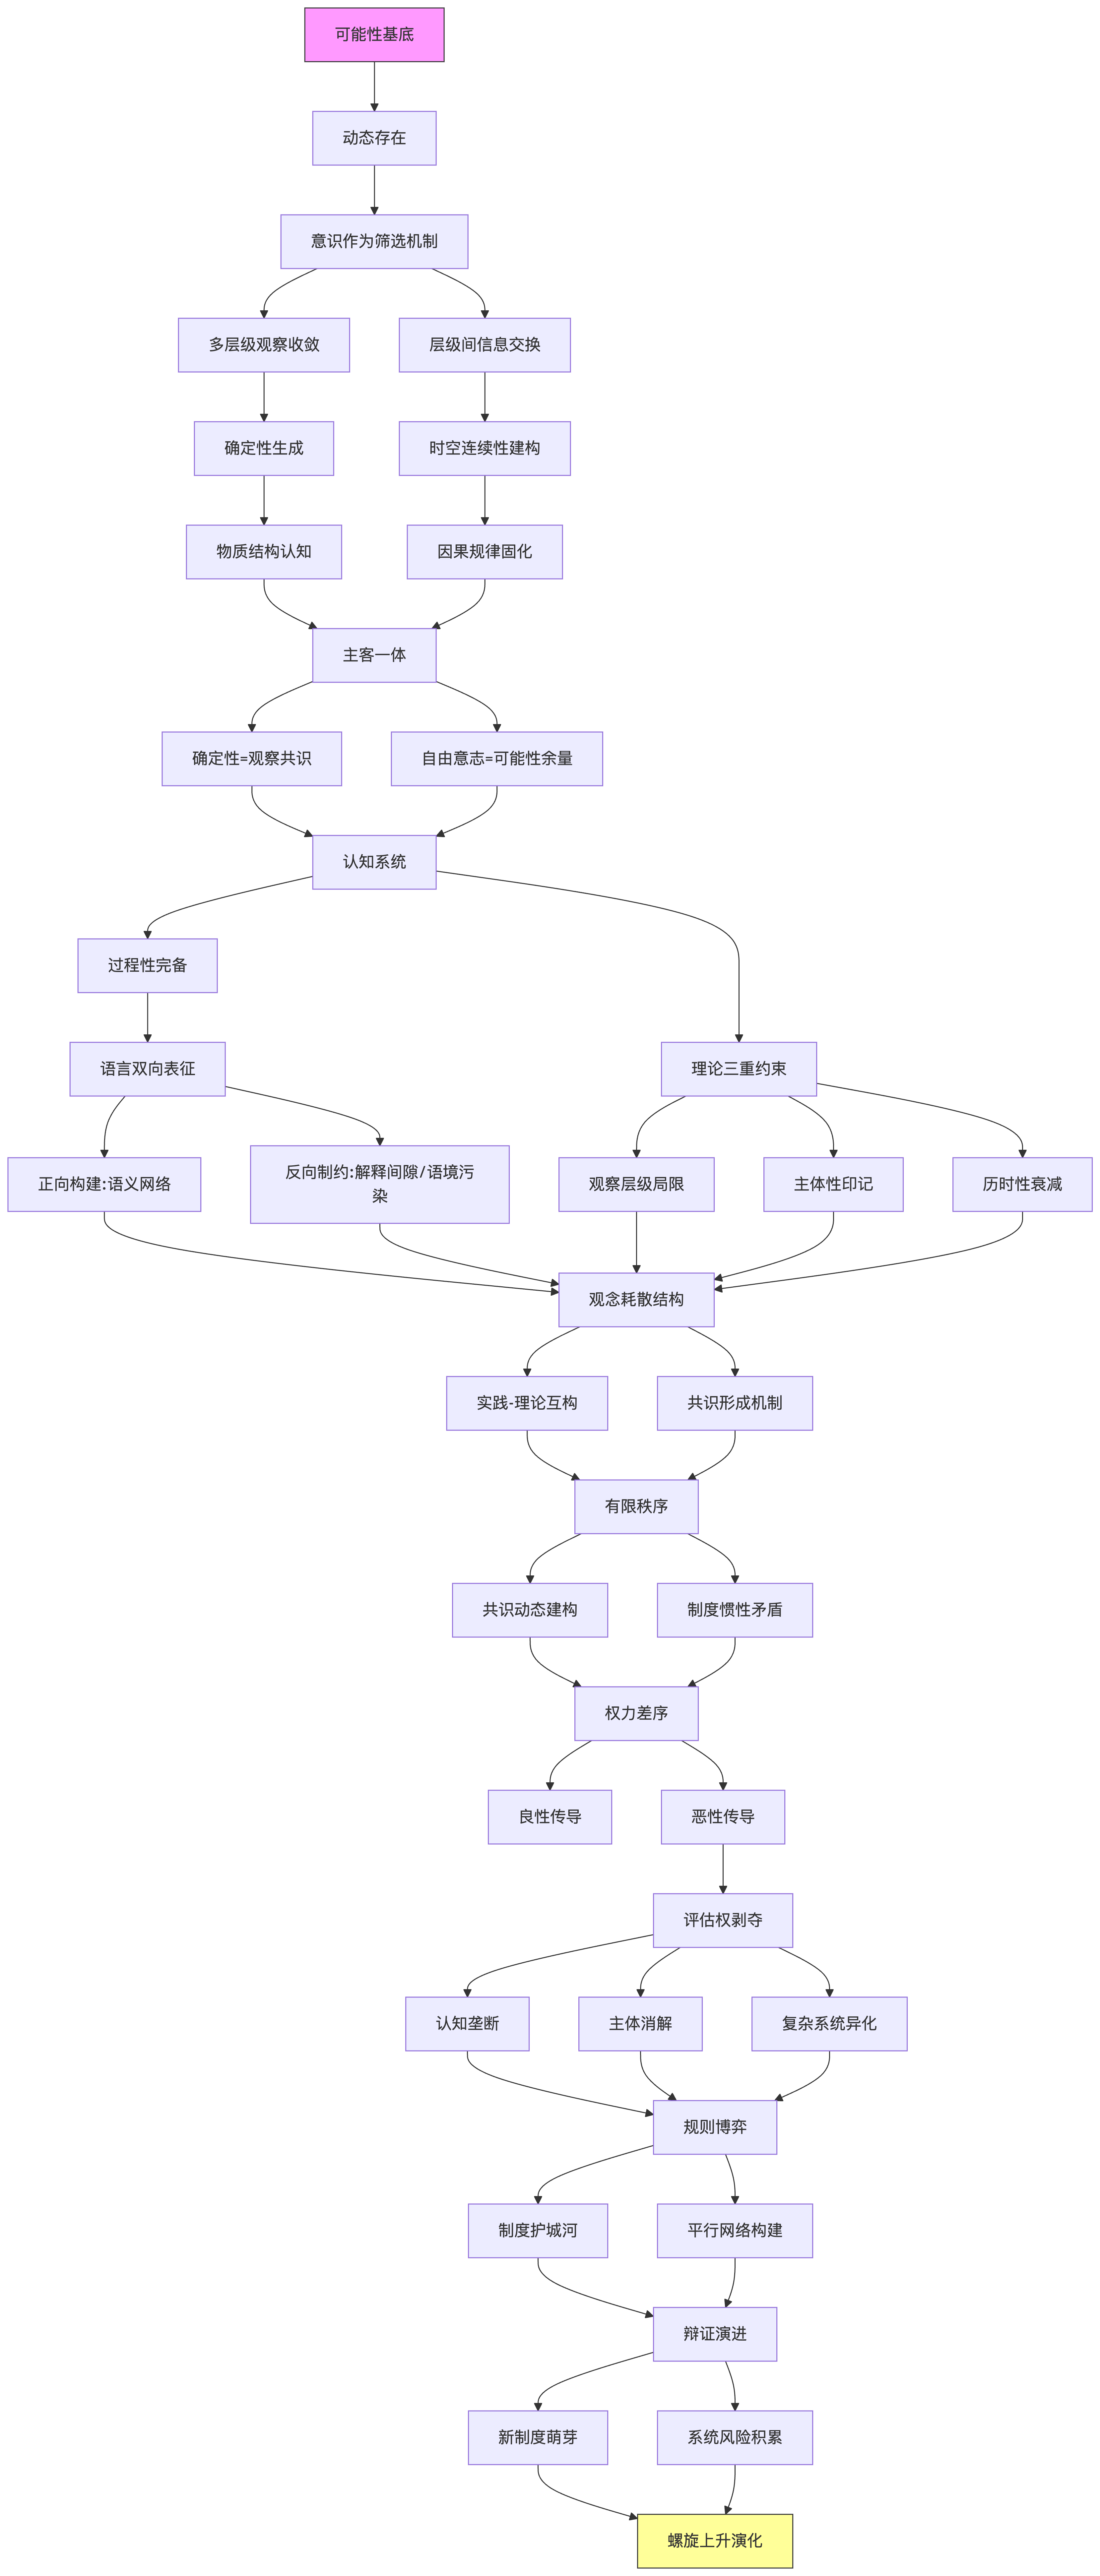 可能性基底
动态存在
意识作为筛选机制
多层级观察收敛
层级间信息交换
确定性生成
时空连续性建构
物质结构认知
因果规律固化
主客一体
确定性=观察共识
自由意志=可能性余量
认知系统
过程性完备
语言双向表征
理论三重约束
正向构建:语义网络
反向制约:解释间隙/语境污
染
观察层级局限
主体性印记
历时性衰减
观念耗散结构
实践-理论互构
共识形成机制
有限秩序
共识动态建构
制度惯性矛盾
权力差序
良性传导
恶性传导
评估权剥夺
认知垄断
主体消解
复杂系统异化
规则博弈
制度护城河
平行网络构建
辩证演进
新制度萌芽
系统风险积累
螺旋上升演化